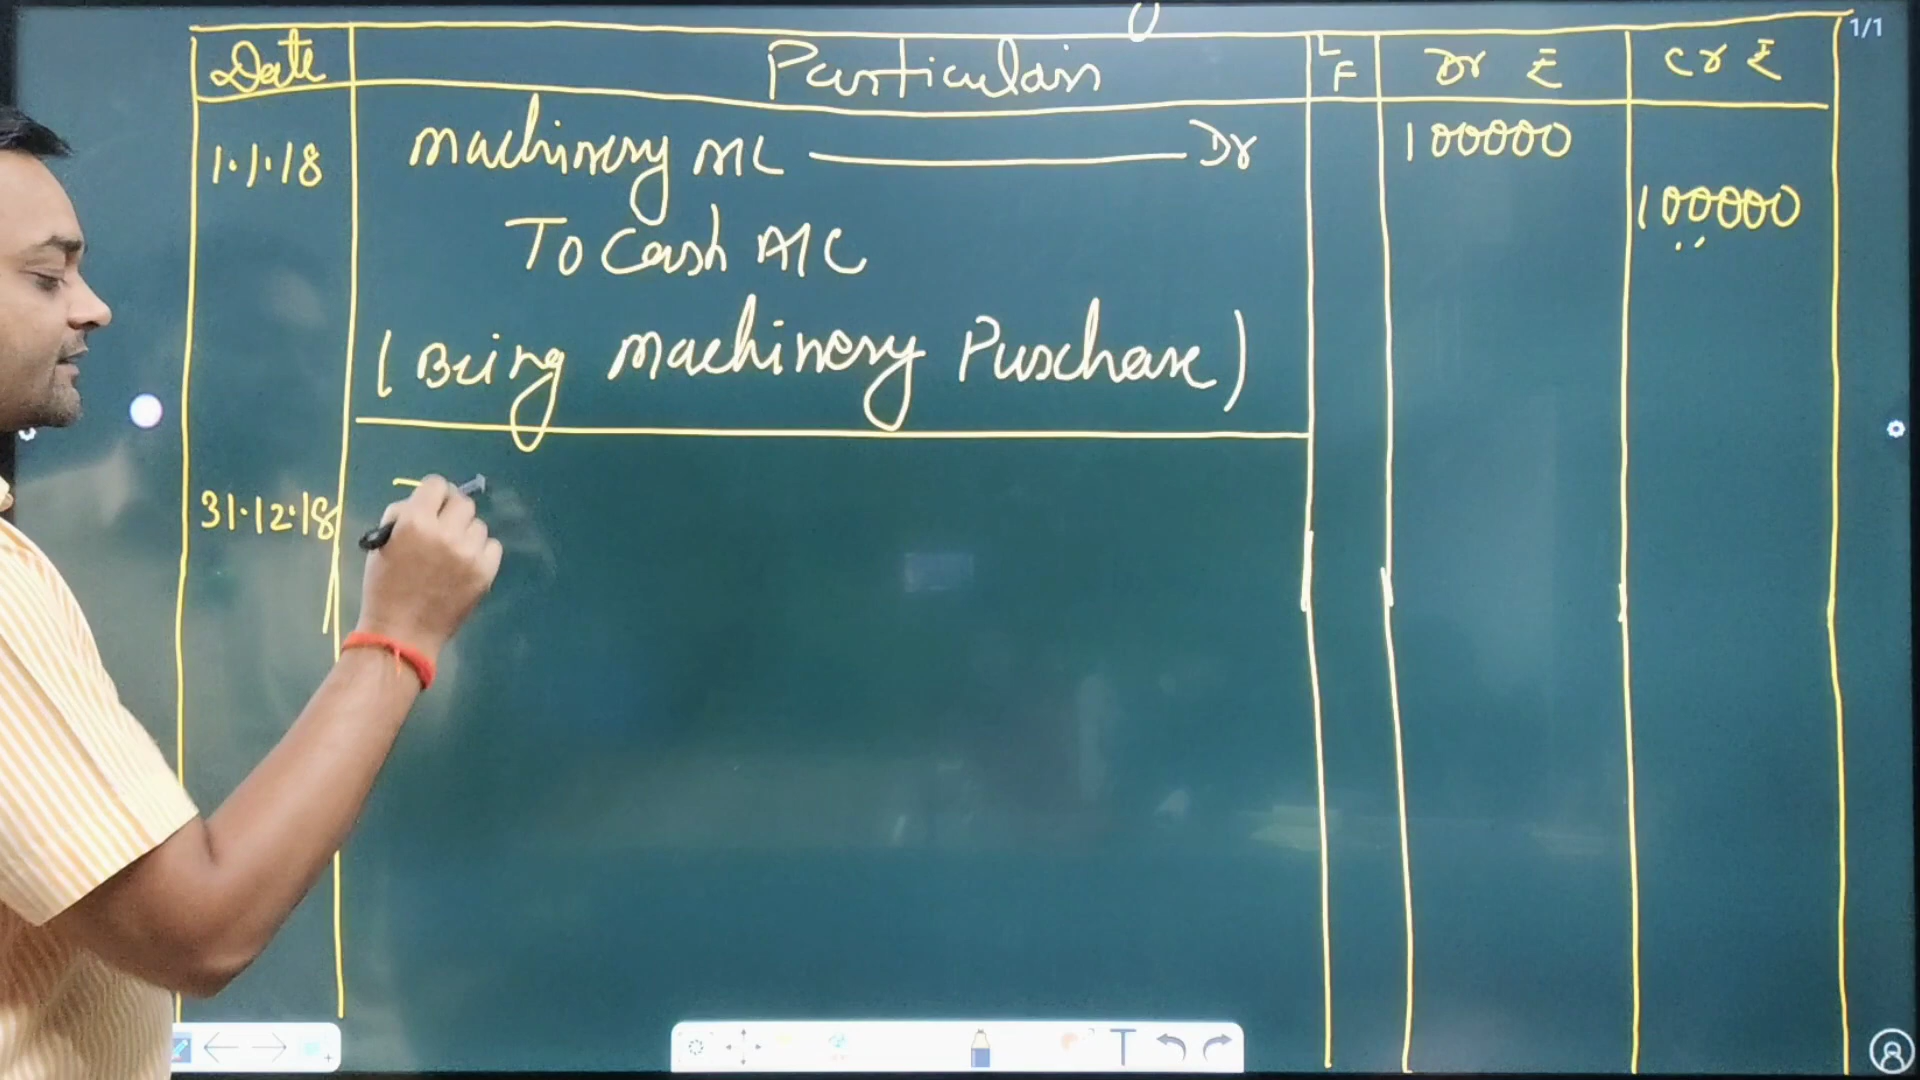 1/1
Date Particulars L F Dr ₹ Cr ₹
1.1.18 Machinery A/C ——— Dr 100000
To Cash A/C 100000
(Being Machinery Purchase)
31.12.18
T